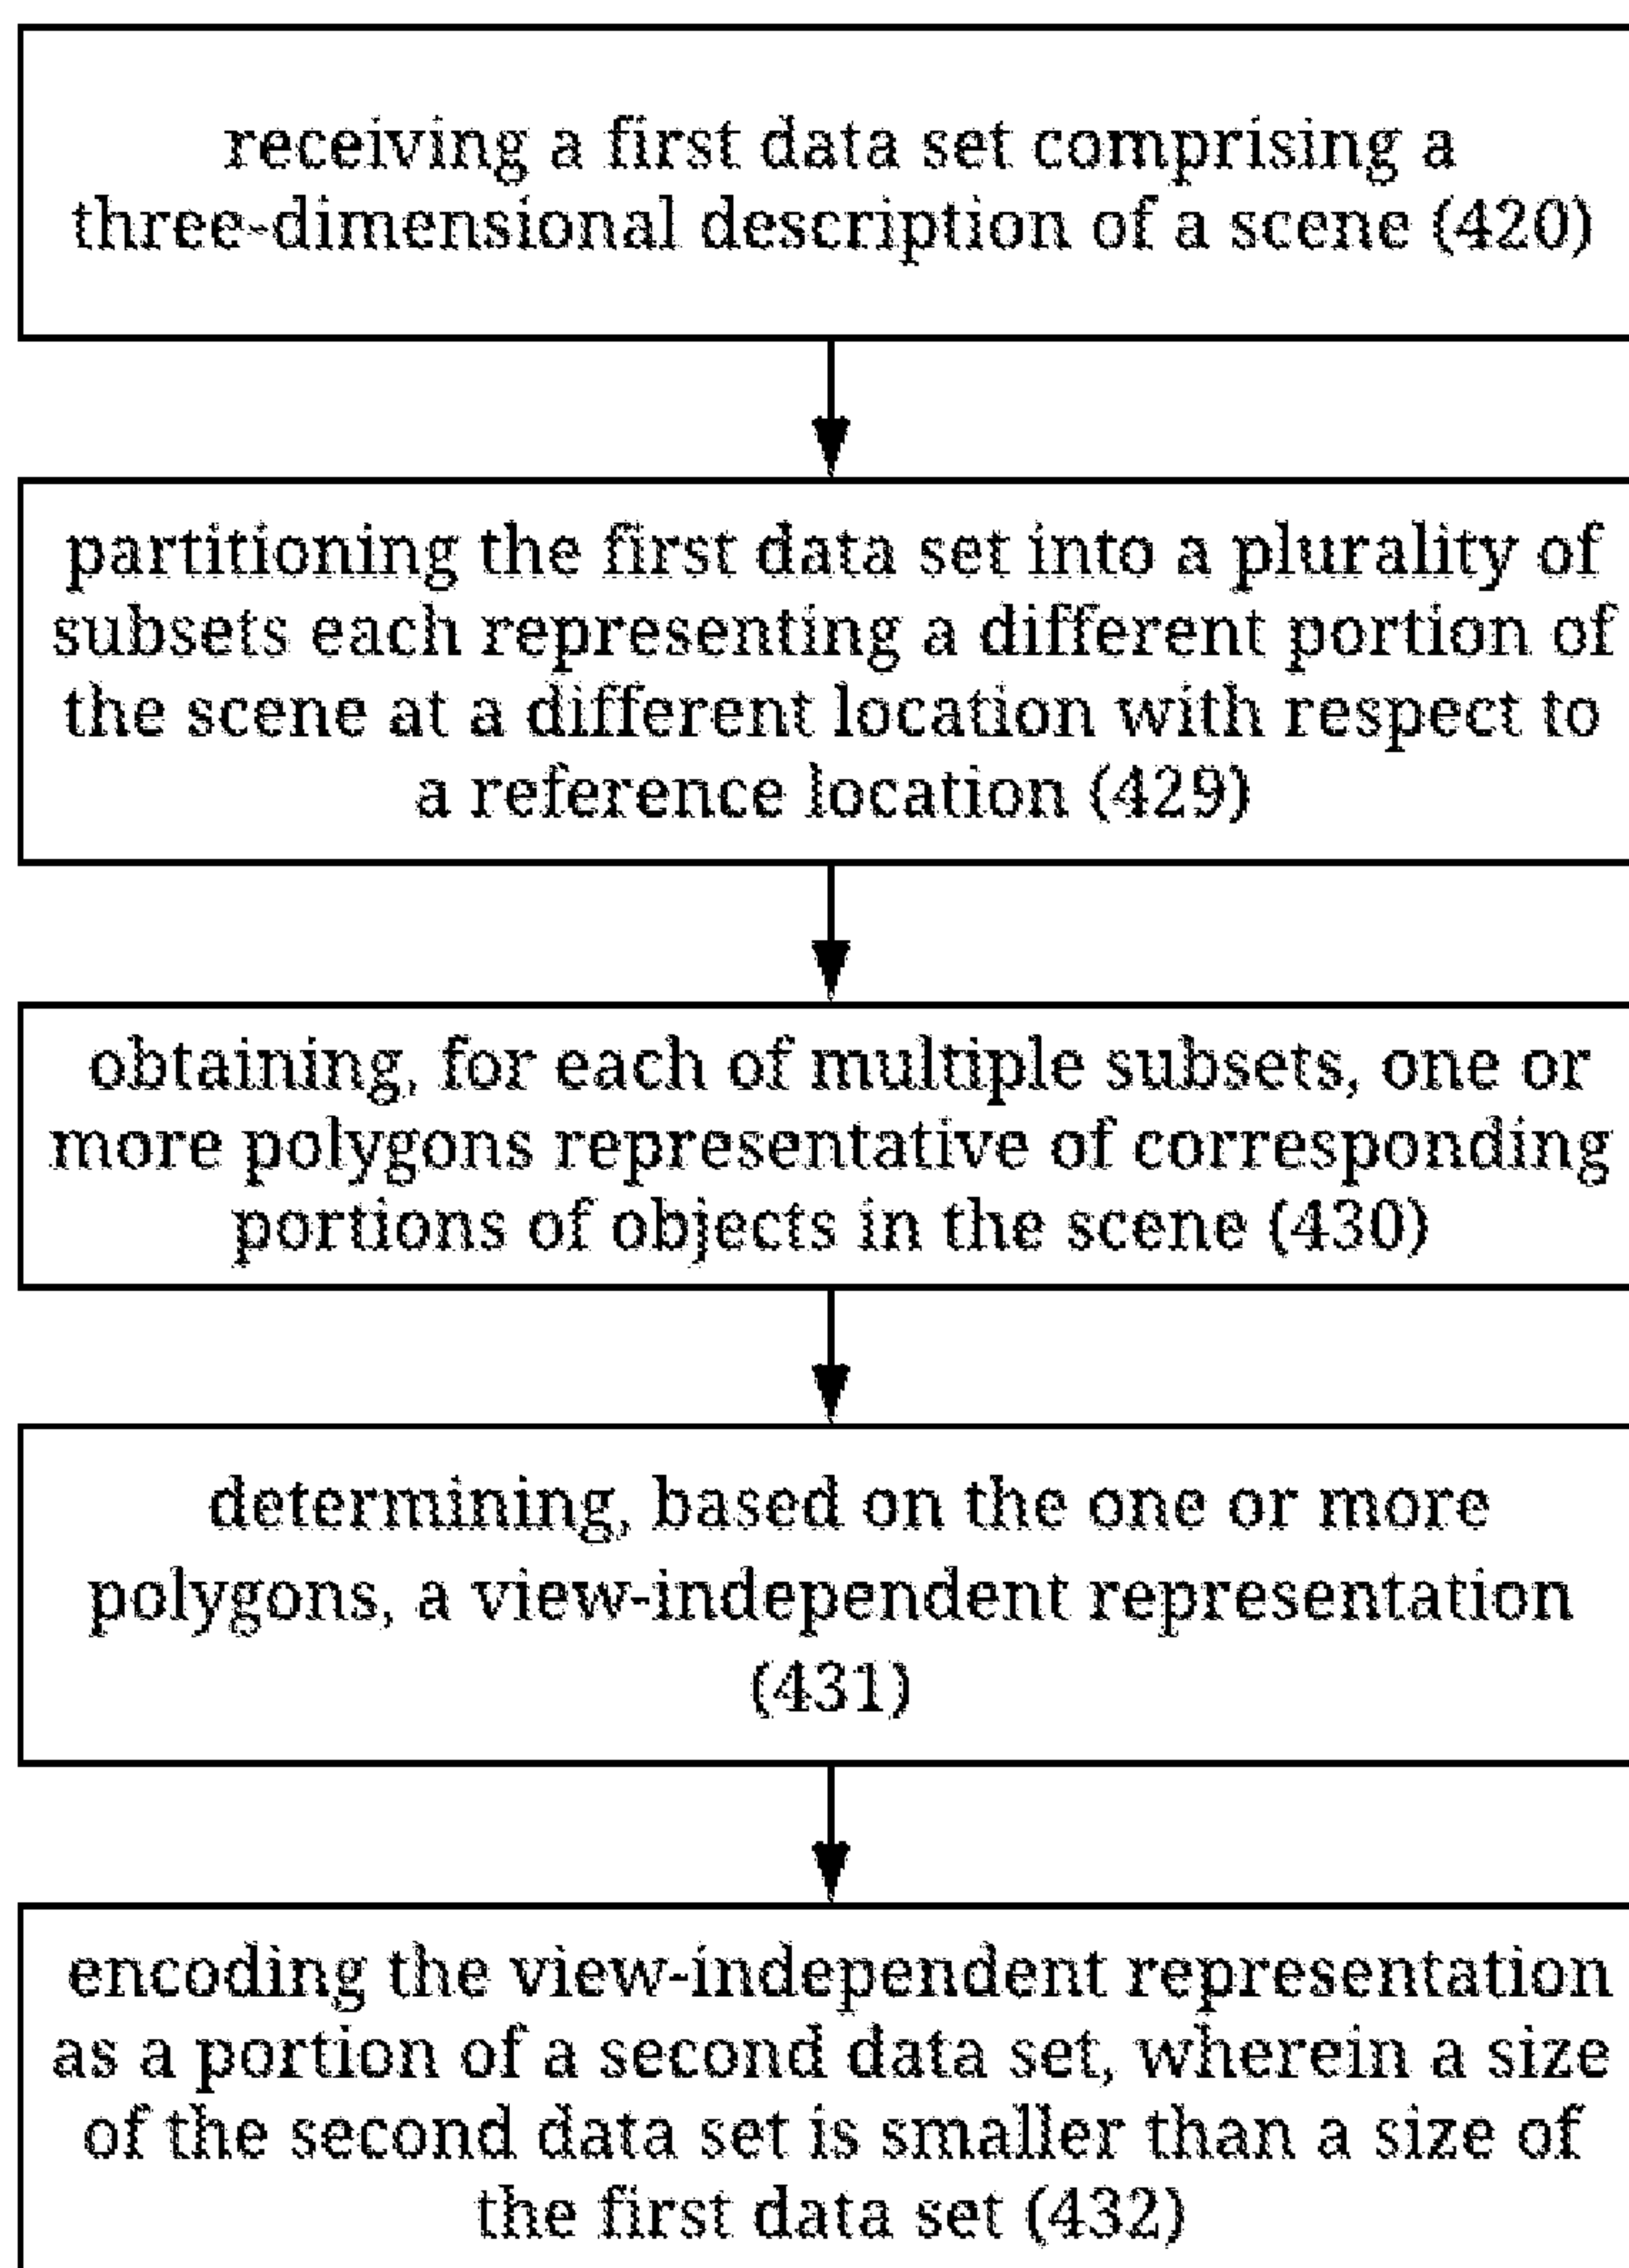 receiving a first data set comprising a
three-dimensional description of a scene (420)
partitioning the first data set into a plurality of
subsets each representing a different portion of
the scene at a different location with respect to
a reference location (429)
obtaining, for each of multiple subsets, one or
more polygons representative of corresponding
portions of objects in the scene (430)
determining, based on the one or more
polygons, a view-independent representation
(431)
encoding the view-independent representation
as a portion of a second data set, wherein a size
of the second data set is smaller than a size of
the first data set (432)